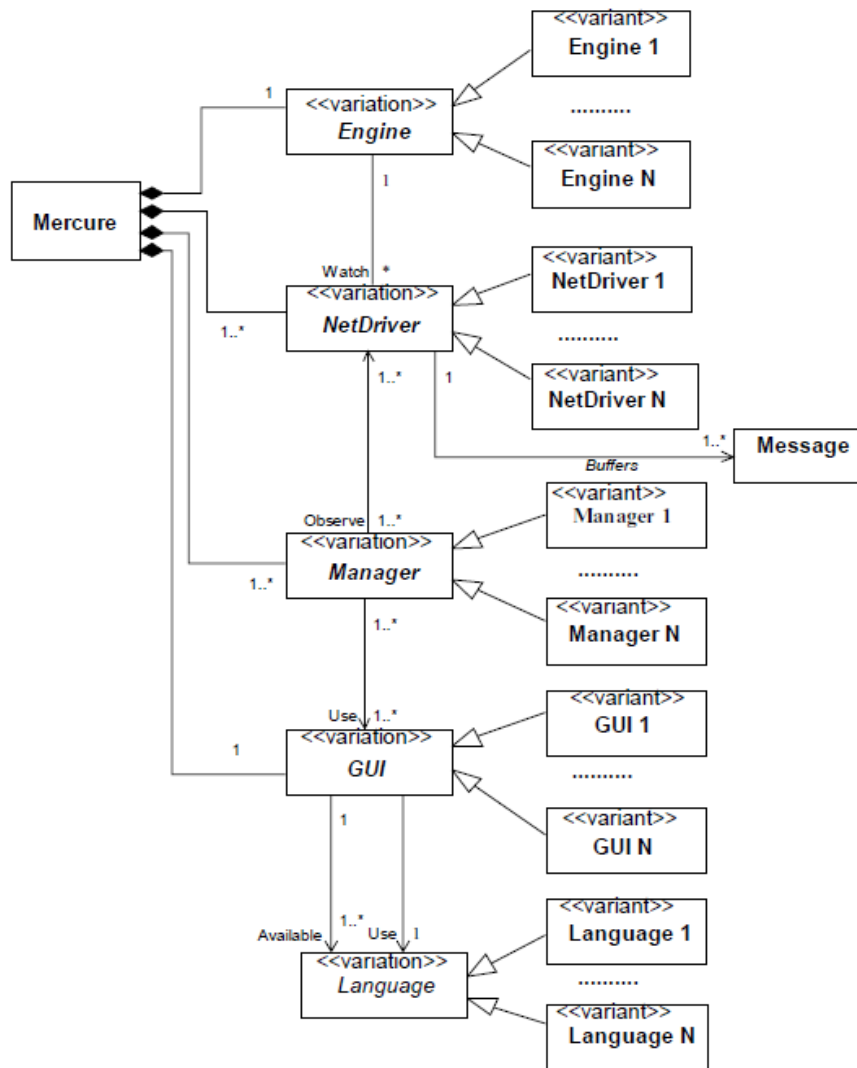 <<variant>>
Engine 1
1
<<variation>>
Engine
..........
<<variant>>
Engine N
1
Mercure
Watch *
<<variation>>
NetDriver
1..*
<<variant>>
NetDriver 1
..........
<<variant>>
NetDriver N
1..*
1
1..*
Message
Buffers
Observe 1..*
<<variation>>
Manager
1..*
<<variant>>
Manager 1
..........
<<variant>>
Manager N
1..*
Use 1..*
<<variation>>
GUI
1
<<variant>>
GUI 1
..........
<<variant>>
GUI N
1
1..*
Available
Use 1
<<variation>>
Language
<<variant>>
Language 1
..........
<<variant>>
Language N